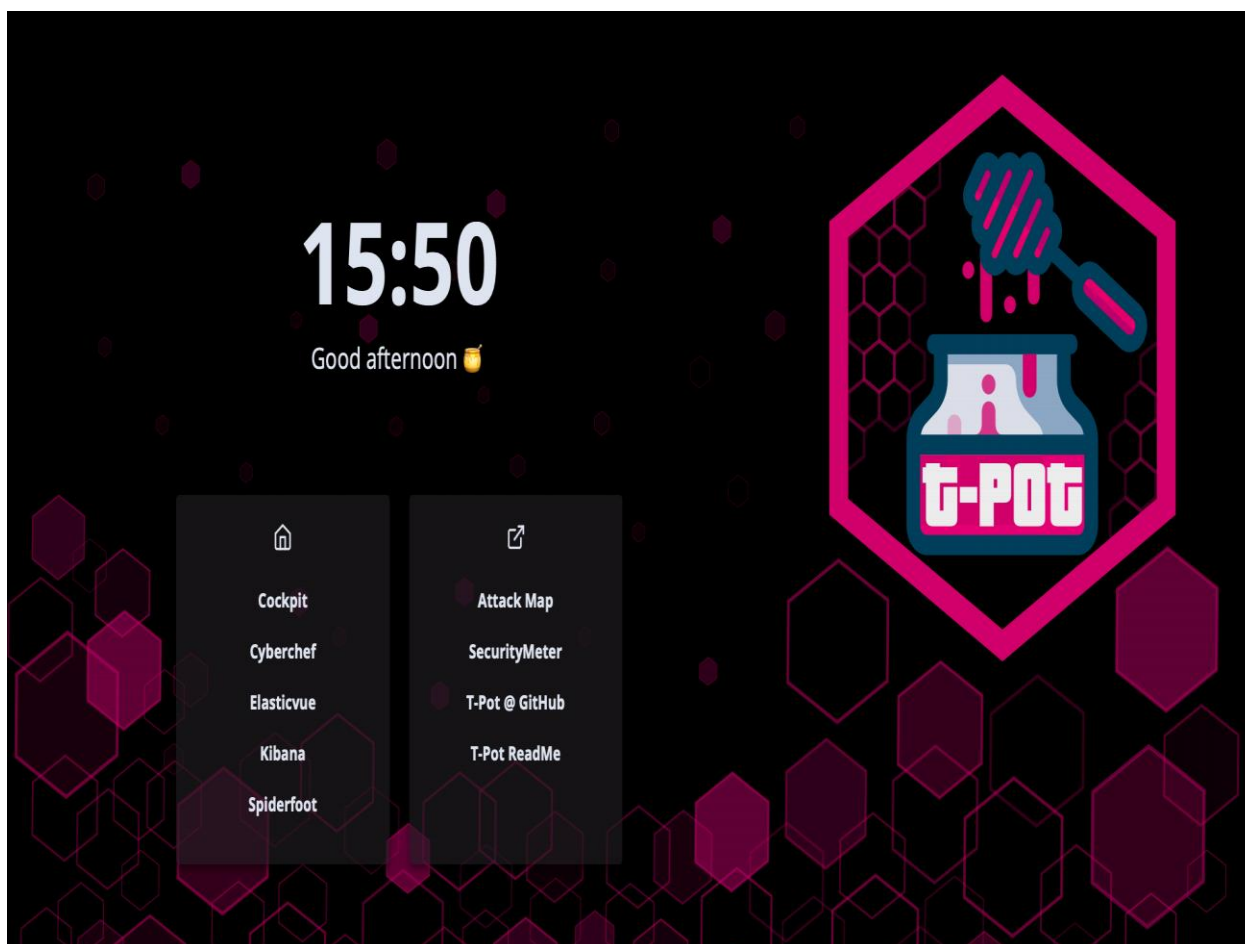 15:50
Good afternoon 🍯
Cockpit
Cyberchef
Elasticvue
Kibana
Spiderfoot
Attack Map
SecurityMeter
T-Pot @ GitHub
T-Pot ReadMe
t-POt